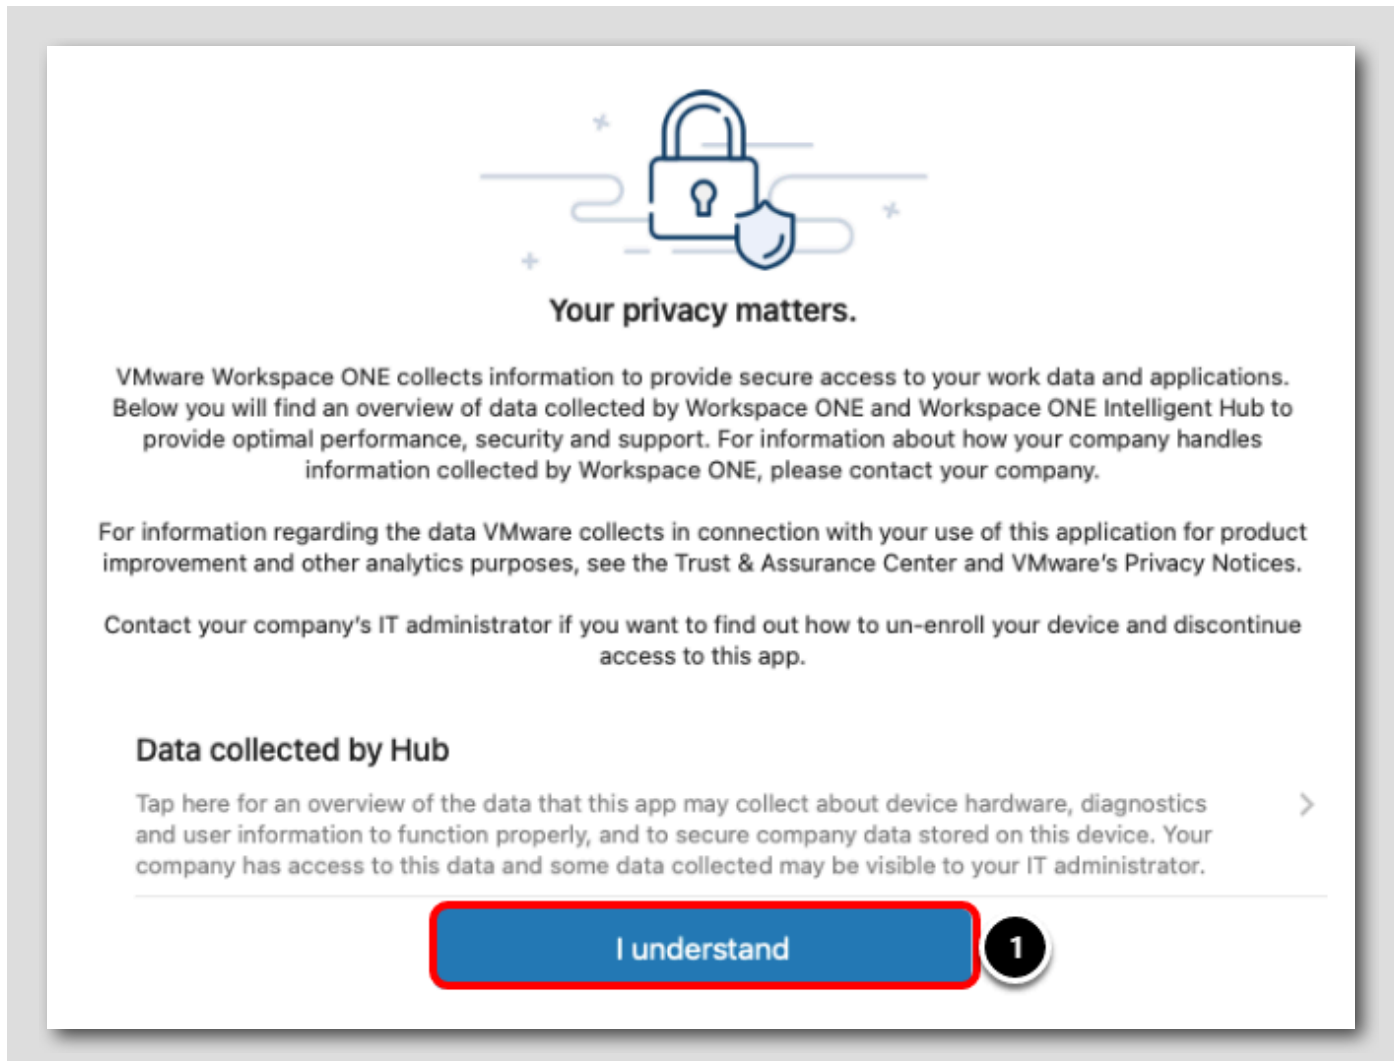 Your privacy matters.
VMware Workspace ONE collects information to provide secure access to your work data and applications.
Below you will find an overview of data collected by Workspace ONE and Workspace ONE Intelligent Hub to
provide optimal performance, security and support. For information about how your company handles
information collected by Workspace ONE, please contact your company.
For information regarding the data VMware collects in connection with your use of this application for product
improvement and other analytics purposes, see the Trust & Assurance Center and VMware's Privacy Notices.
Contact your company's IT administrator if you want to find out how to un-enroll your device and discontinue
access to this app.
Data collected by Hub
Tap here for an overview of the data that this app may collect about device hardware, diagnostics
and user information to function properly, and to secure company data stored on this device. Your
company has access to this data and some data collected may be visible to your IT administrator.
I understand
1